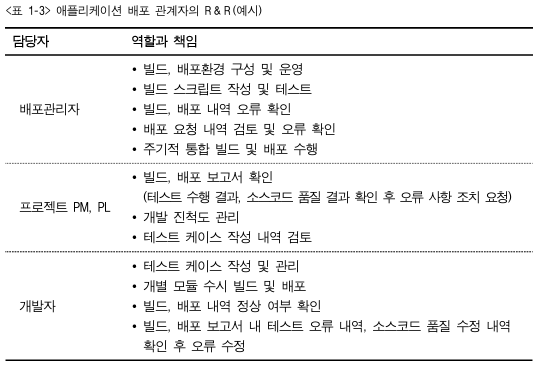 <표 1-3> 애플리케이션 배포 관계자의 R&R(예시)
담당자 역할과 책임
배포관리자
• 빌드, 배포환경 구성 및 운영
• 빌드 스크립트 작성 및 테스트
• 빌드, 배포 내역 오류 확인
• 배포 요청 내역 검토 및 오류 확인
• 주기적 통합 빌드 및 배포 수행
프로젝트 PM, PL
• 빌드, 배포 보고서 확인
(테스트 수행 결과, 소스코드 품질 결과 확인 후 오류 사항 조치 요청)
• 개발 진척도 관리
• 테스트 케이스 작성 내역 검토
개발자
• 테스트 케이스 작성 및 관리
• 개별 모듈 수시 빌드 및 배포
• 빌드, 배포 내역 정상 여부 확인
• 빌드, 배포 보고서 내 테스트 오류 내역, 소스코드 품질 수정 내역
확인 후 오류 수정